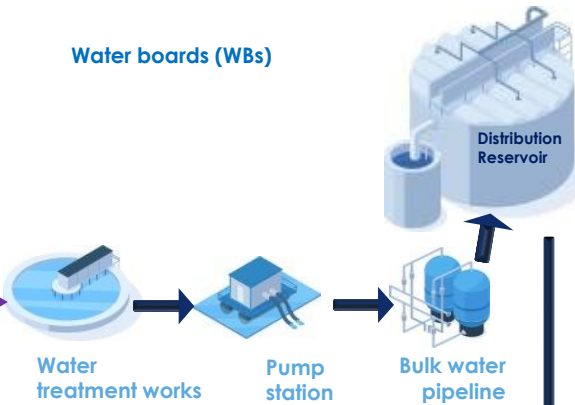 Water boards (WBs)
Distribution
Reservoir
Water
treatment works
Pump
station
Bulk water
pipeline